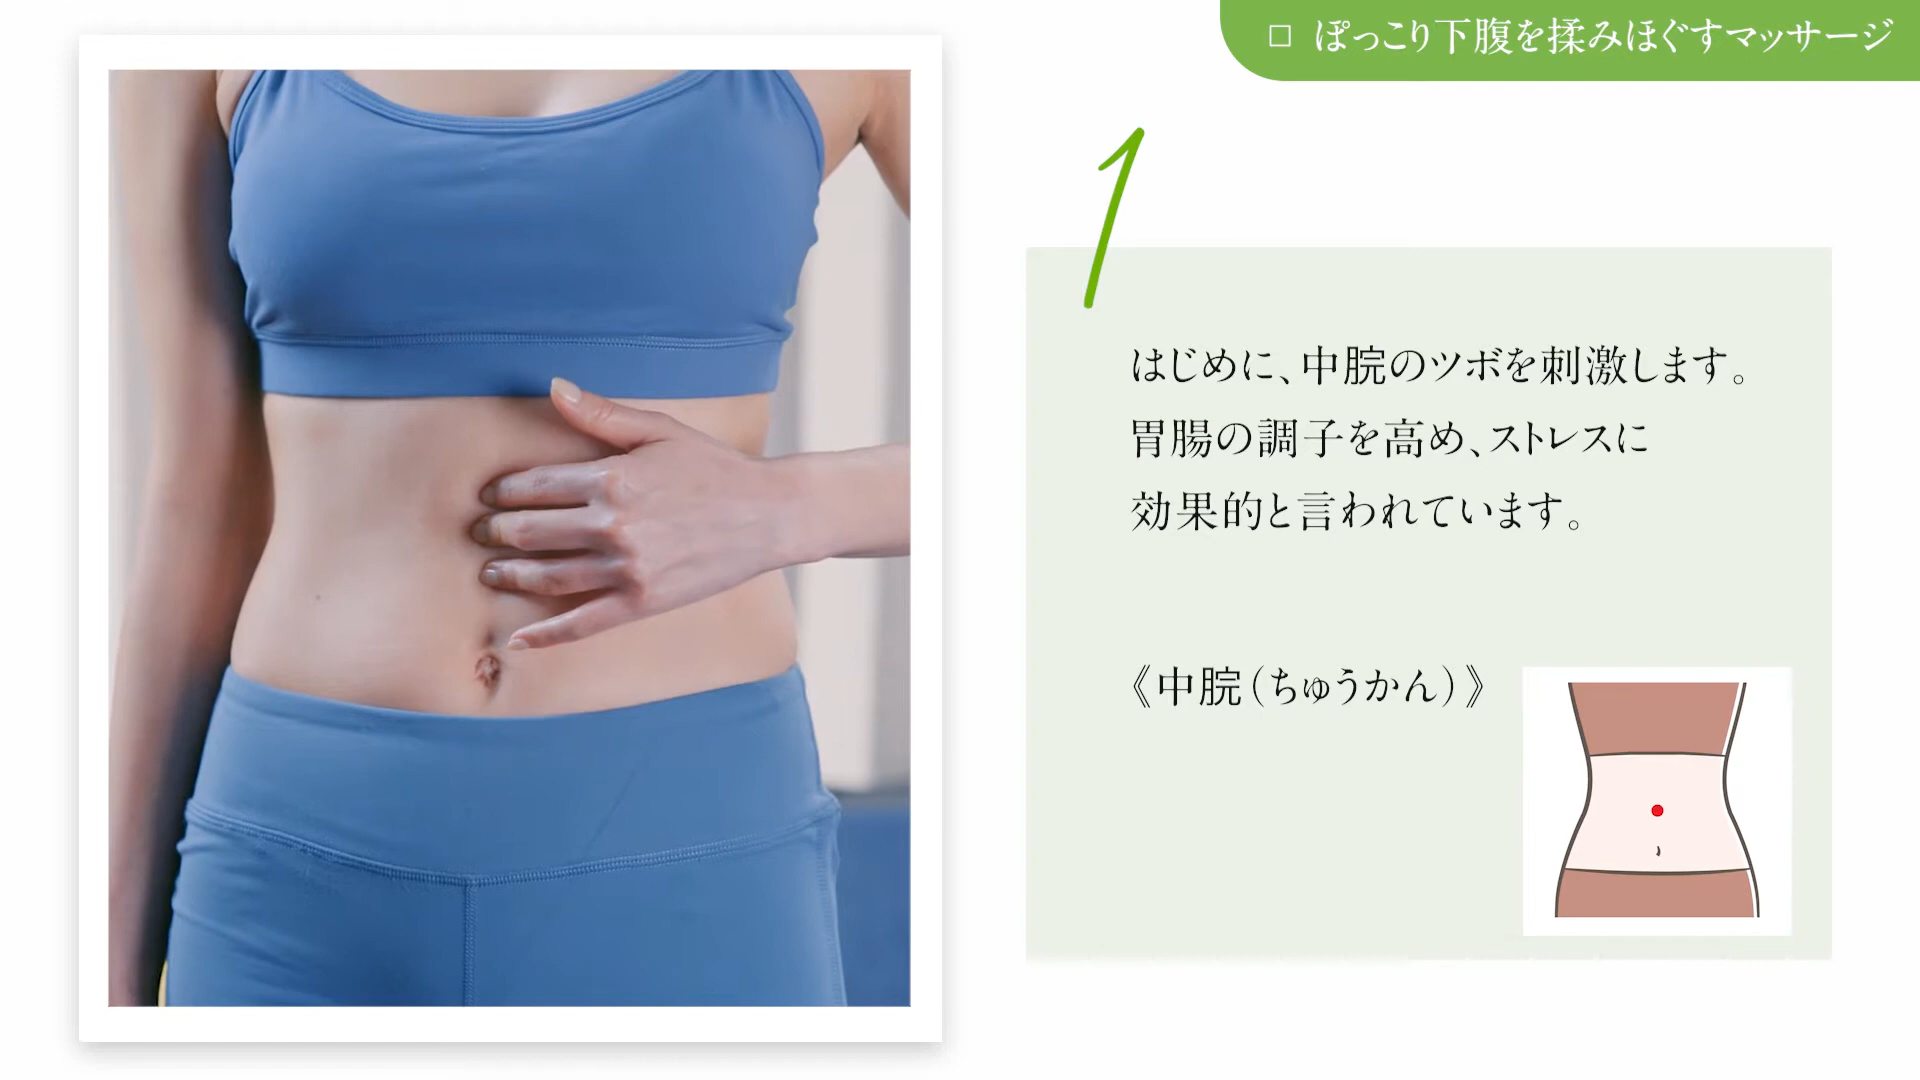 □ ぽっこり下腹を揉みほぐすマッサージ
1
はじめに、中脘のツボを刺激します。
胃腸の調子を高め、ストレスに
効果的と言われています。
《中脘（ちゅうかん）》